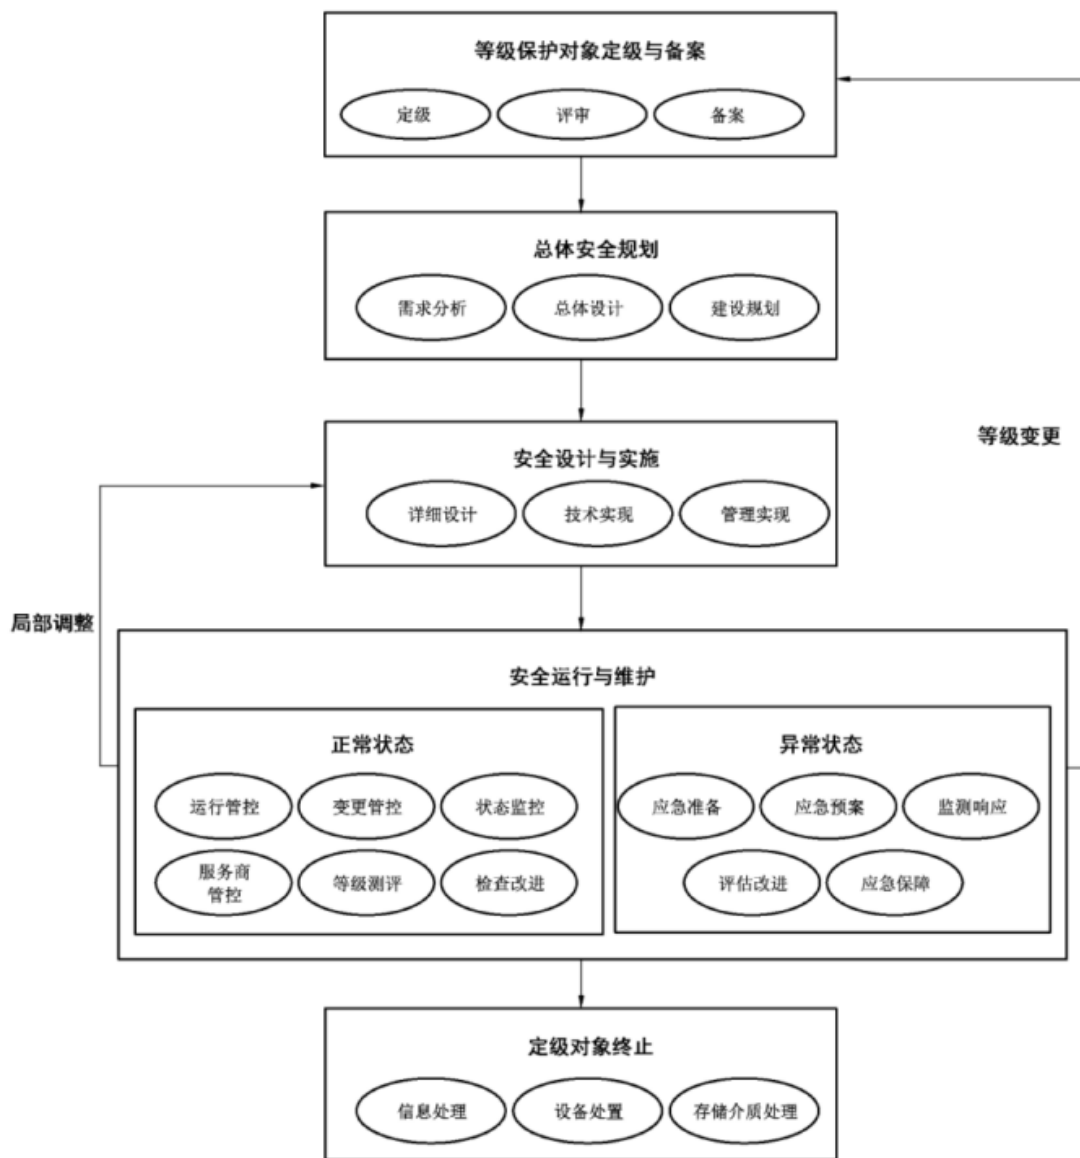 等级保护对象定级与备案
定级 评审 备案
总体安全规划
需求分析 总体设计 建设规划
等级变更
安全设计与实施
详细设计 技术实现 管理实现
局部调整
安全运行与维护
正常状态
运行管控 变更管控 状态监控
服务商
管控
等级测评 检查改进
异常状态
应急准备 应急预案 监测响应
评估改进 应急保障
定级对象终止
信息处理 设备处置 存储介质处理